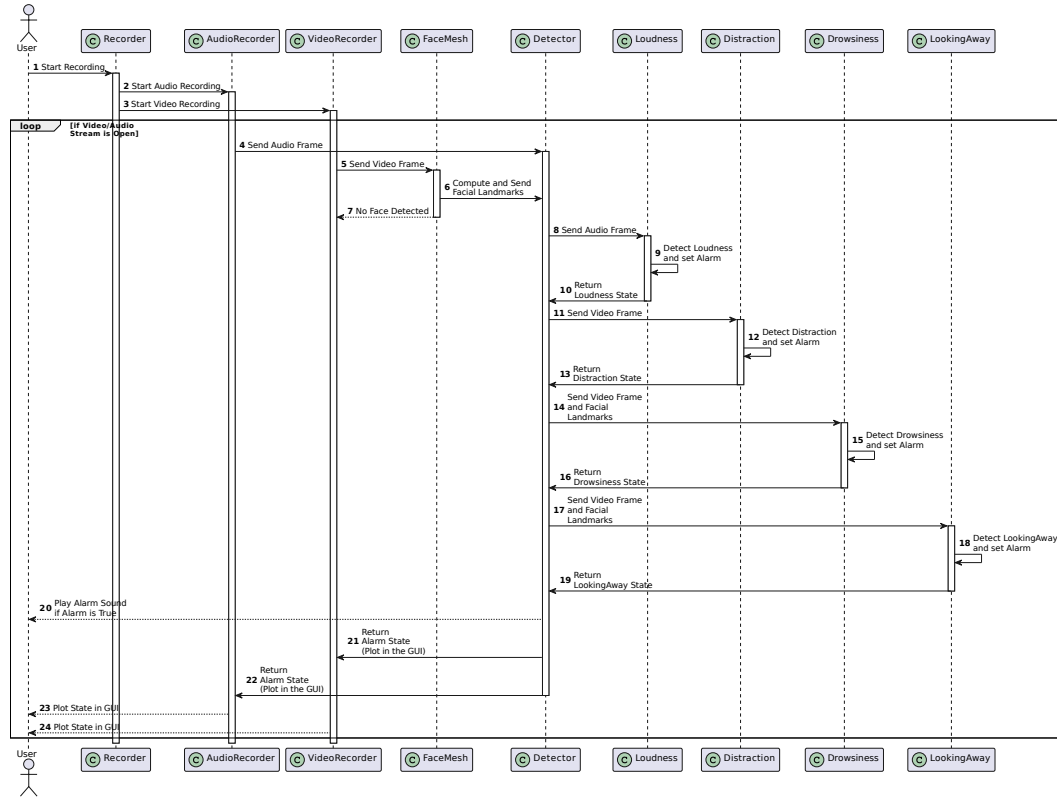 User
C Recorder
C AudioRecorder
C VideoRecorder
C FaceMesh
C Detector
C Loudness
C Distraction
C Drowsiness
C LookingAway
1 Start Recording
2 Start Audio Recording
3 Start Video Recording
loop
[if Video/Audio
Stream is Open]
4 Send Audio Frame
5 Send Video Frame
6 Compute and Send
Facial Landmarks
7 No Face Detected
8 Send Audio Frame
9 Detect Loudness
and set Alarm
10 Return
Loudness State
11 Send Video Frame
12 Detect Distraction
and set Alarm
13 Return
Distraction State
Send Video Frame
14 and Facial
Landmarks
15 Detect Drowsiness
and set Alarm
16 Return
Drowsiness State
Send Video Frame
17 and Facial
Landmarks
18 Detect LookingAway
and set Alarm
19 Return
LookingAway State
20 Play Alarm Sound
if Alarm is True
Return
21 Alarm State
(Plot in the GUI)
Return
22 Alarm State
(Plot in the GUI)
23 Plot State in GUI
24 Plot State in GUI
User
C Recorder
C AudioRecorder
C VideoRecorder
C FaceMesh
C Detector
C Loudness
C Distraction
C Drowsiness
C LookingAway